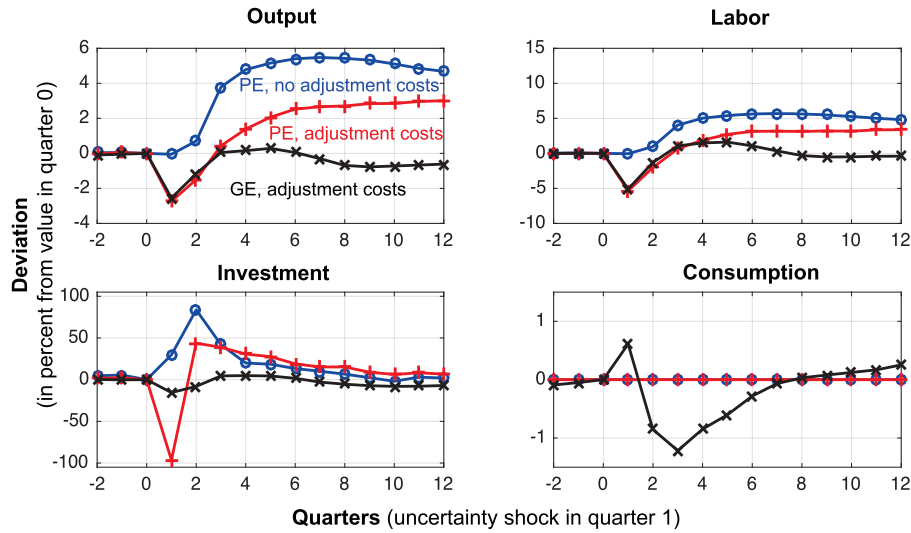 Output
6
4
2
0
-2
-4
-2 0 2 4 6 8 10 12
PE, no adjustment costs
PE, adjustment costs
GE, adjustment costs
Labor
15
10
5
0
-5
-10
-2 0 2 4 6 8 10 12
Deviation
(in percent from value in quarter 0)
Investment
100
50
0
-50
-100
-2 0 2 4 6 8 10 12
Consumption
1
0
-1
-2 0 2 4 6 8 10 12
Quarters (uncertainty shock in quarter 1)